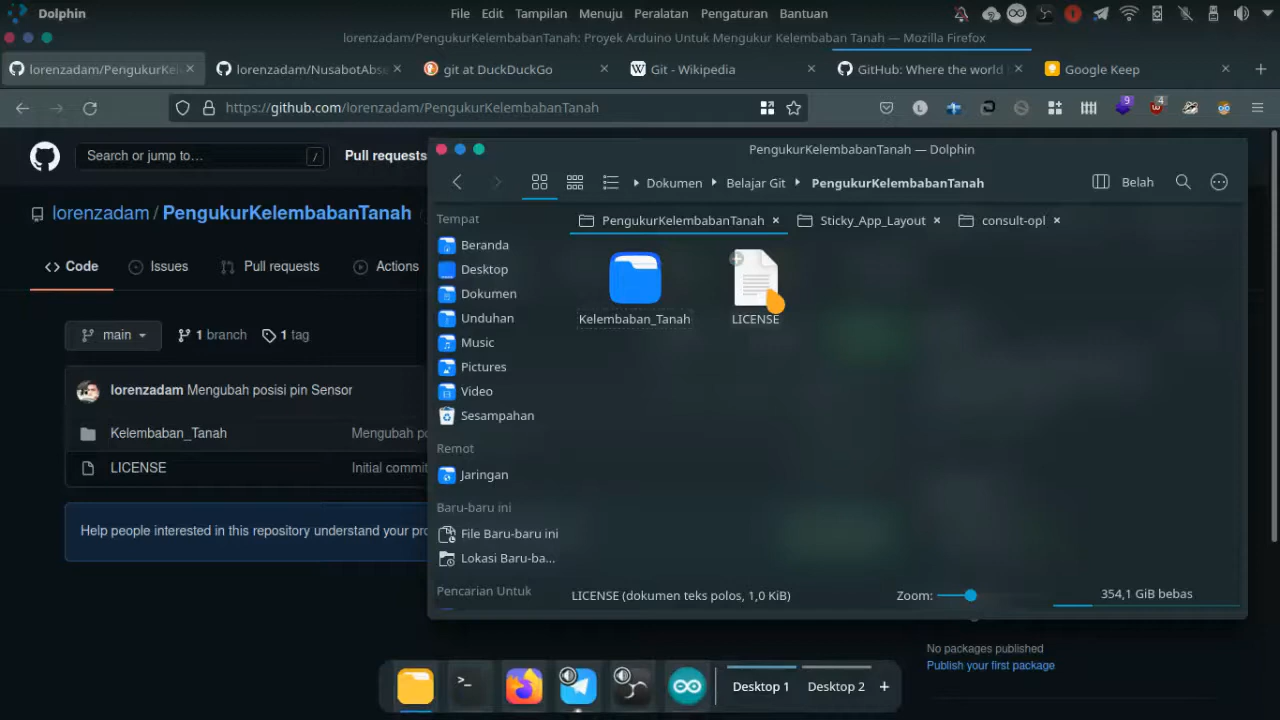 Dolphin
File Edit Tampilan Menuju Peralatan Pengaturan Bantuan
lorenzadam/PengukurKelembabanTanah: Proyek Arduino Untuk Mengukur Kelembaban Tanah — Mozilla Firefox
lorenzadam/PengukurKel
lorenzadam/NusabotAbse
git at DuckDuckGo
Git - Wikipedia
GitHub: Where the world
Google Keep
https://github.com/lorenzadam/PengukurKelembabanTanah
9
4
Search or jump to…
/
Pull requests
lorenzadam / PengukurKelembabanTanah
Code
Issues
Pull requests
Actions
main
1 branch
1 tag
lorenzadam Mengubah posisi pin Sensor
Kelembaban_Tanah
Mengubah po
LICENSE
Initial commit
Help people interested in this repository understand your pro
PengukurKelembabanTanah — Dolphin
Dokumen
Belajar Git
PengukurKelembabanTanah
Belah
Tempat
Beranda
Desktop
Dokumen
Unduhan
Music
Pictures
Video
Sesampahan
Remot
Jaringan
Baru-baru ini
File Baru-baru ini
Lokasi Baru-ba...
Pencarian Untuk
PengukurKelembabanTanah
Sticky_App_Layout
consult-opl
Kelembaban_Tanah
LICENSE
LICENSE (dokumen teks polos, 1,0 KiB)
Zoom:
354,1 GiB bebas
No packages published
Publish your first package
Desktop 1
Desktop 2